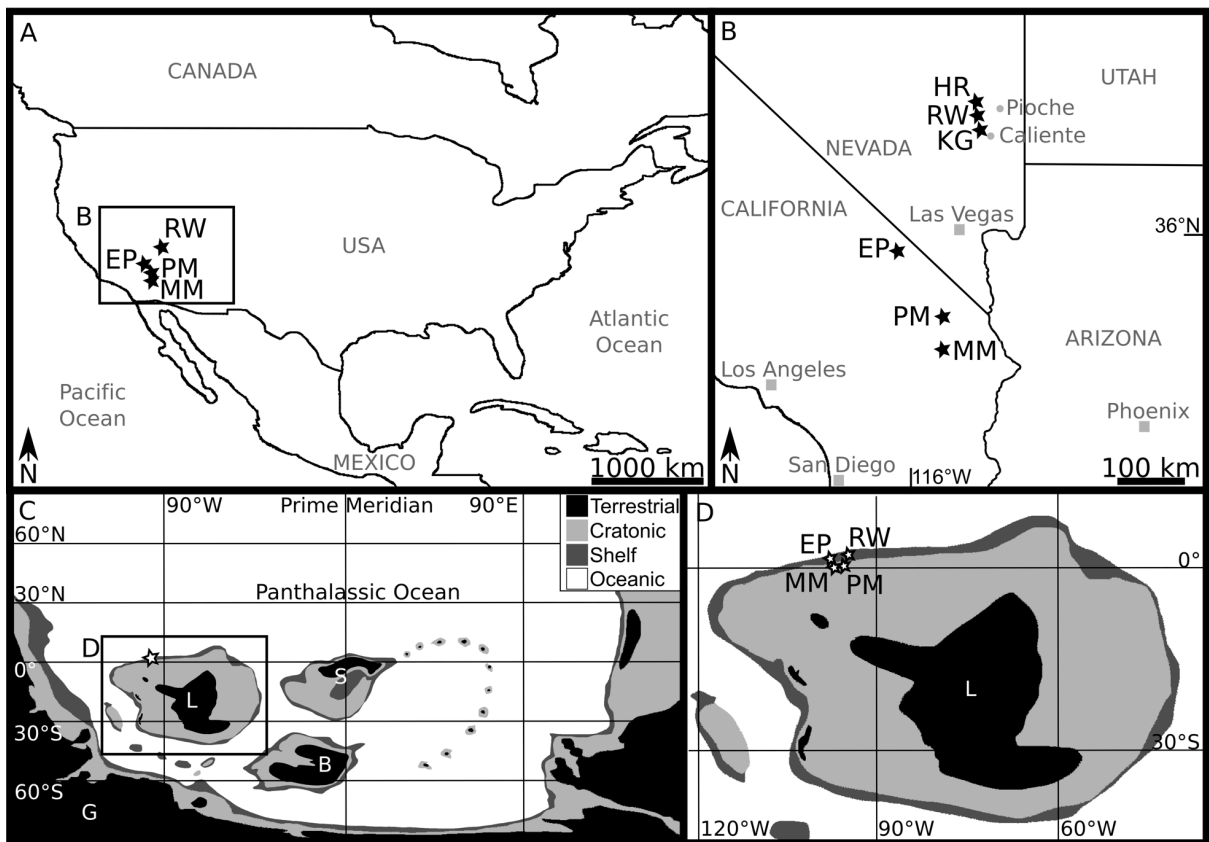 A
CANADA
B
RW
EP
PM
MM
USA
Atlantic
Ocean
Pacific
Ocean
MEXICO
N
1000 km
B
UTAH
HR
RW
KG
Pioche
Caliente
NEVADA
CALIFORNIA
Las Vegas
36°N
EP
PM
MM
ARIZONA
Los Angeles
Phoenix
San Diego
116°W
N
100 km
C
90°W
Prime Meridian
90°E
Terrestrial
Cratonic
Shelf
Oceanic
60°N
30°N
Panthalassic Ocean
D
0°
S
L
30°S
B
60°S
G
D
EP
RW
MM
PM
0°
L
30°S
120°W
90°W
60°W